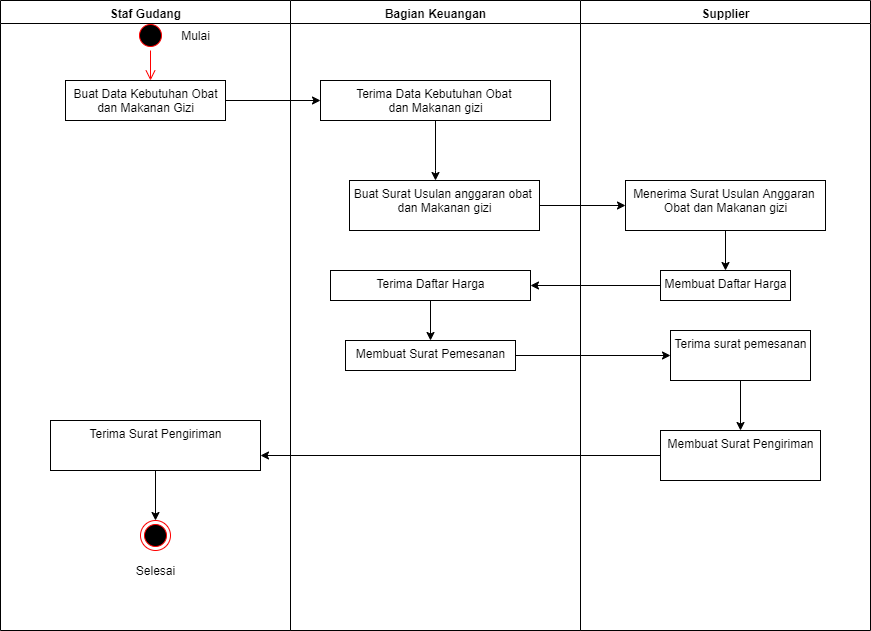 Staf Gudang
Bagian Keuangan
Supplier
Mulai
Buat Data Kebutuhan Obat
dan Makanan Gizi
Terima Data Kebutuhan Obat
dan Makanan gizi
Buat Surat Usulan anggaran obat
dan Makanan gizi
Menerima Surat Usulan Anggaran
Obat dan Makanan gizi
Terima Daftar Harga
Membuat Daftar Harga
Membuat Surat Pemesanan
Terima surat pemesanan
Terima Surat Pengiriman
Membuat Surat Pengiriman
Selesai